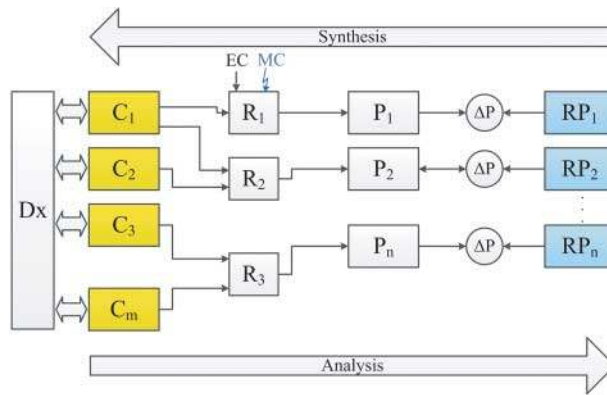 Synthesis
EC MC
C1 R1 P1 ΔP RP1
C2 R2 P2 ΔP RP2
Dx
C3
R3 Pn ΔP RPn
Cm
Analysis